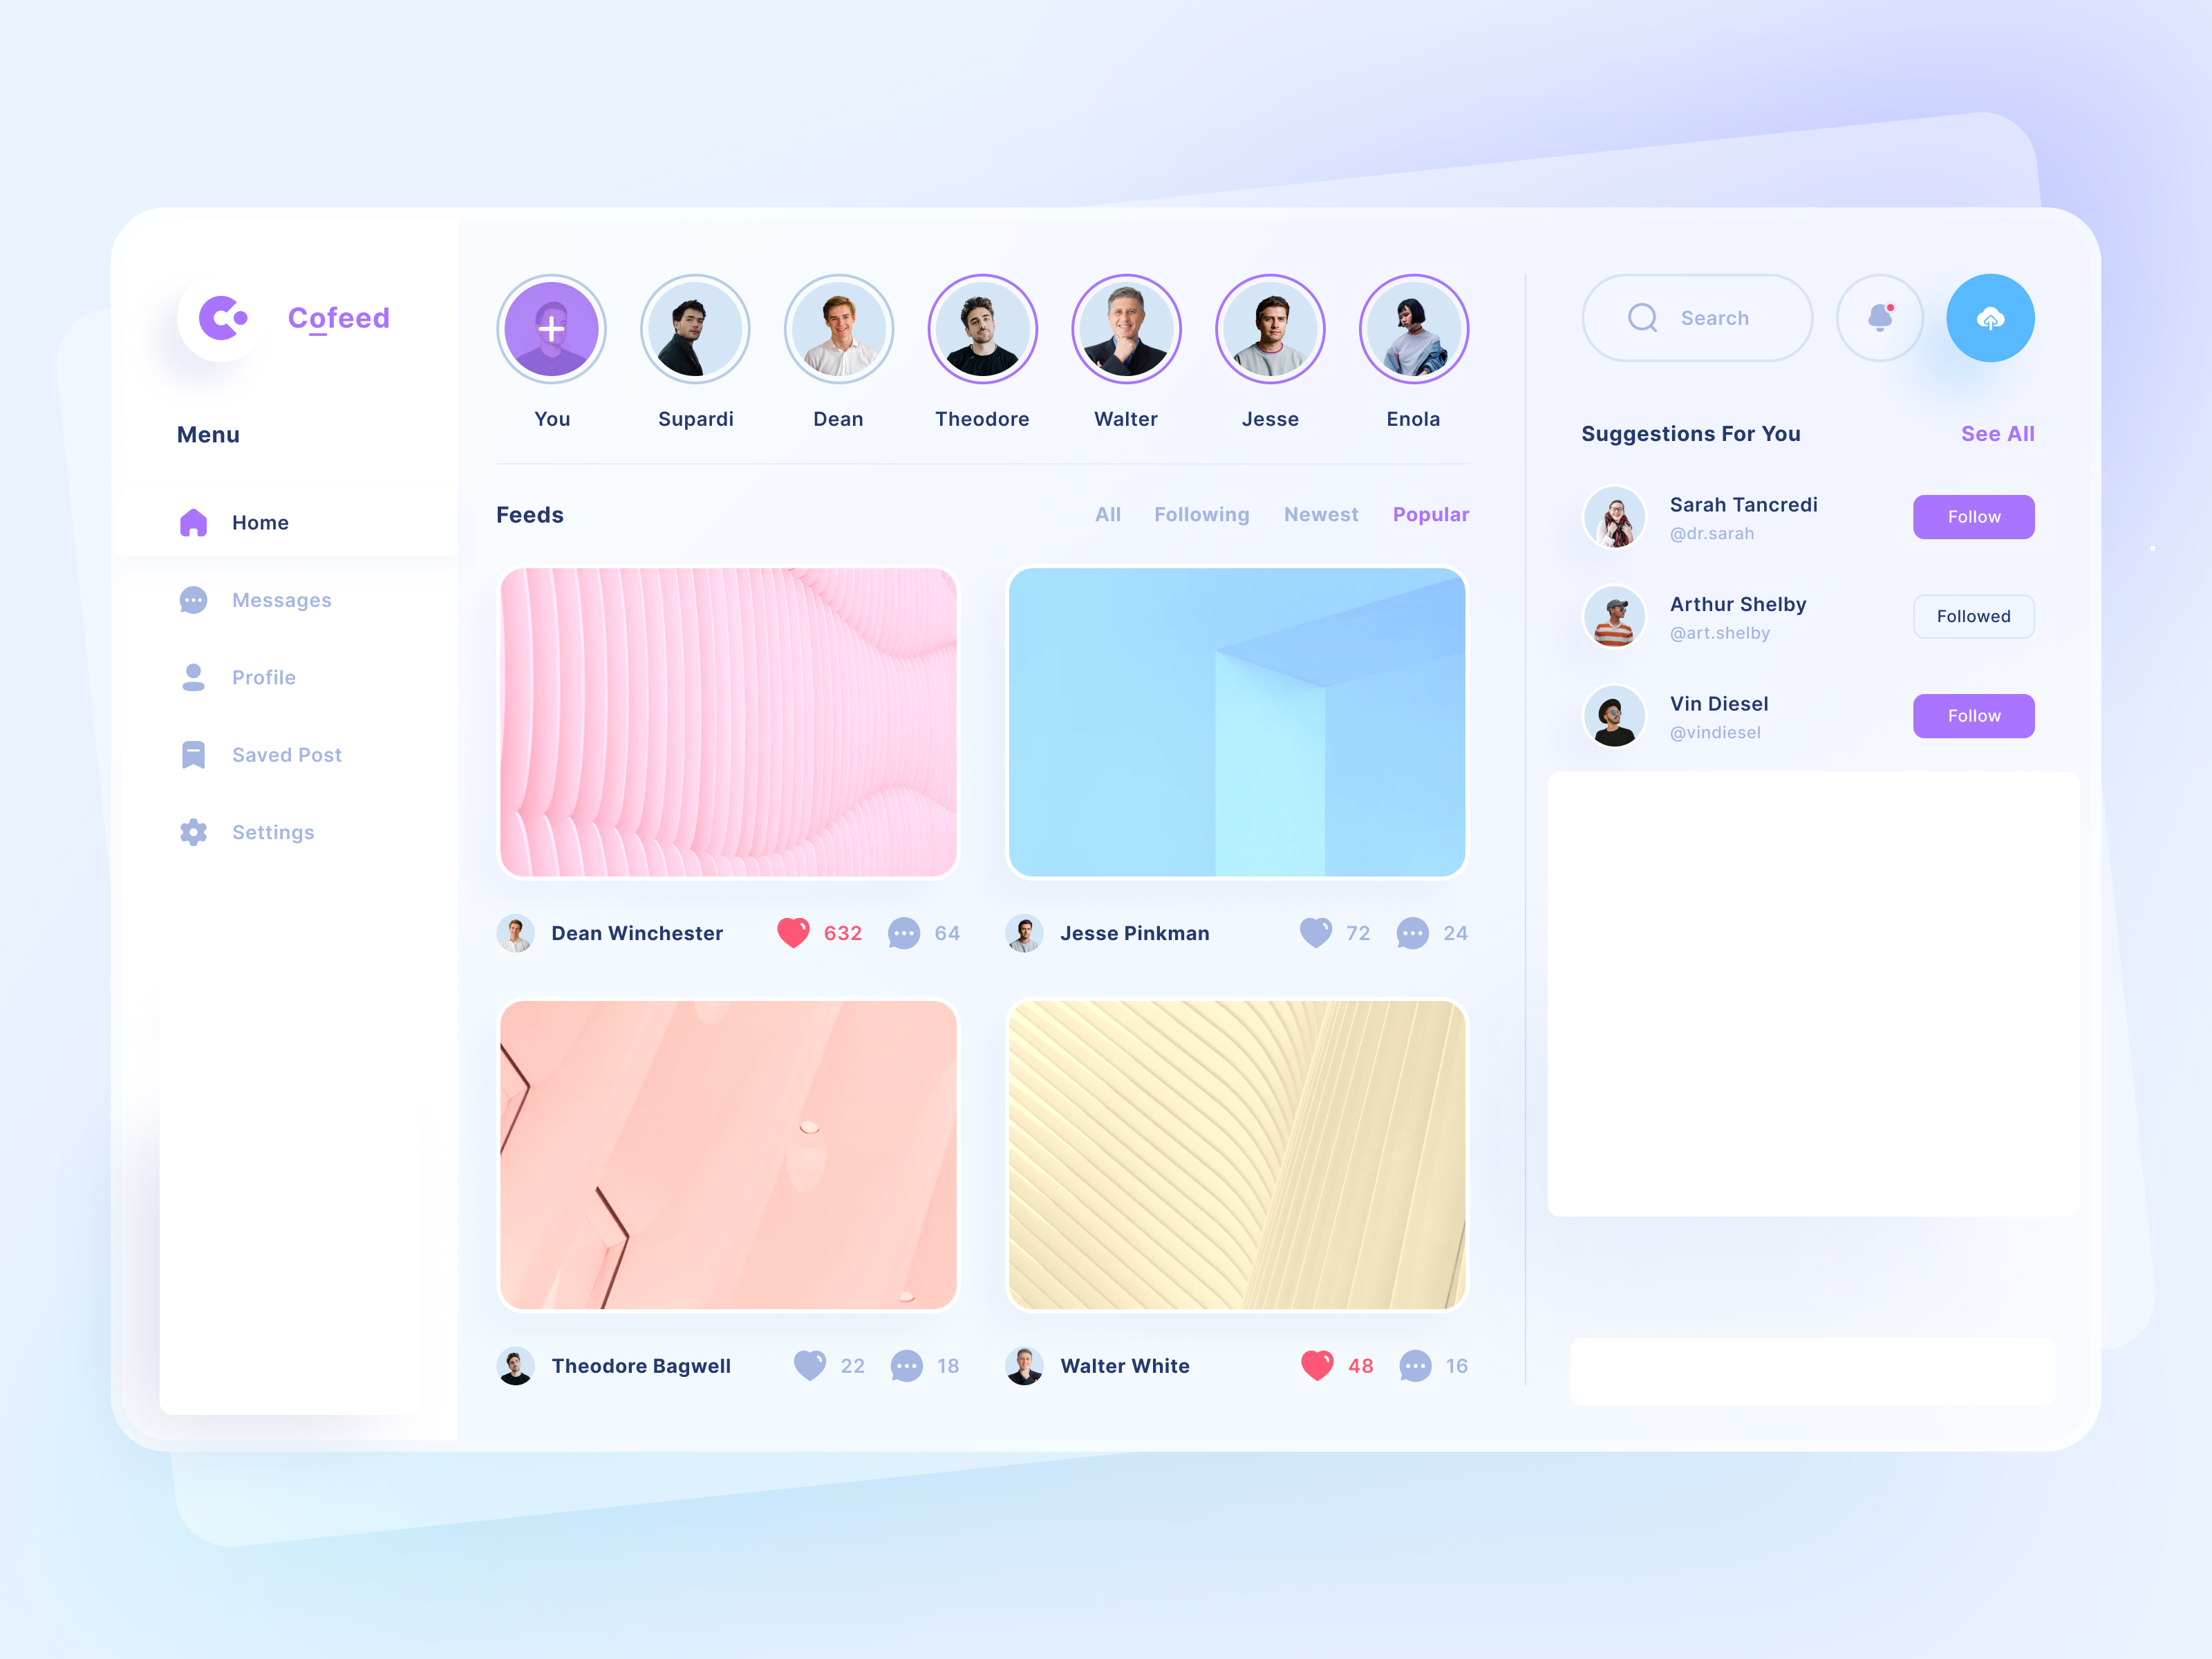 Cofeed
Menu
Home
Messages
Profile
Saved Post
Settings
You
Supardi
Dean
Theodore
Walter
Jesse
Enola
Feeds
All
Following
Newest
Popular
Dean Winchester
632
64
Jesse Pinkman
72
24
Theodore Bagwell
22
18
Walter White
48
16
Search
Suggestions For You
See All
Sarah Tancredi
@dr.sarah
Follow
Arthur Shelby
@art.shelby
Followed
Vin Diesel
@vindiesel
Follow